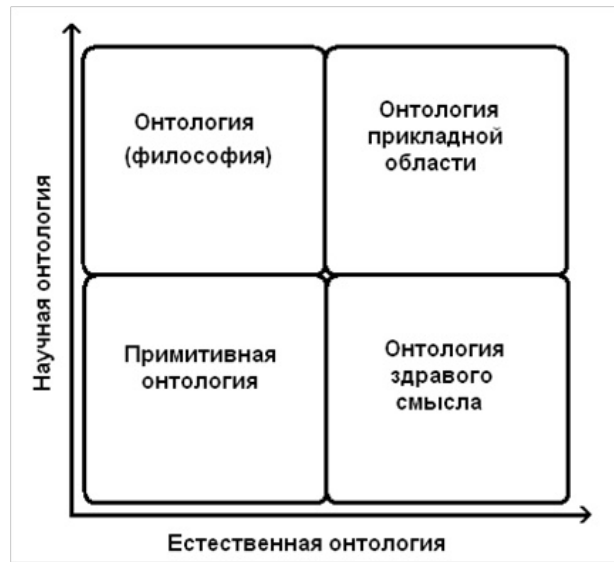 Научная онтология
Онтология
(философия)
Онтология
прикладной
области
Примитивная
онтология
Онтология
здравого
смысла
Естественная онтология